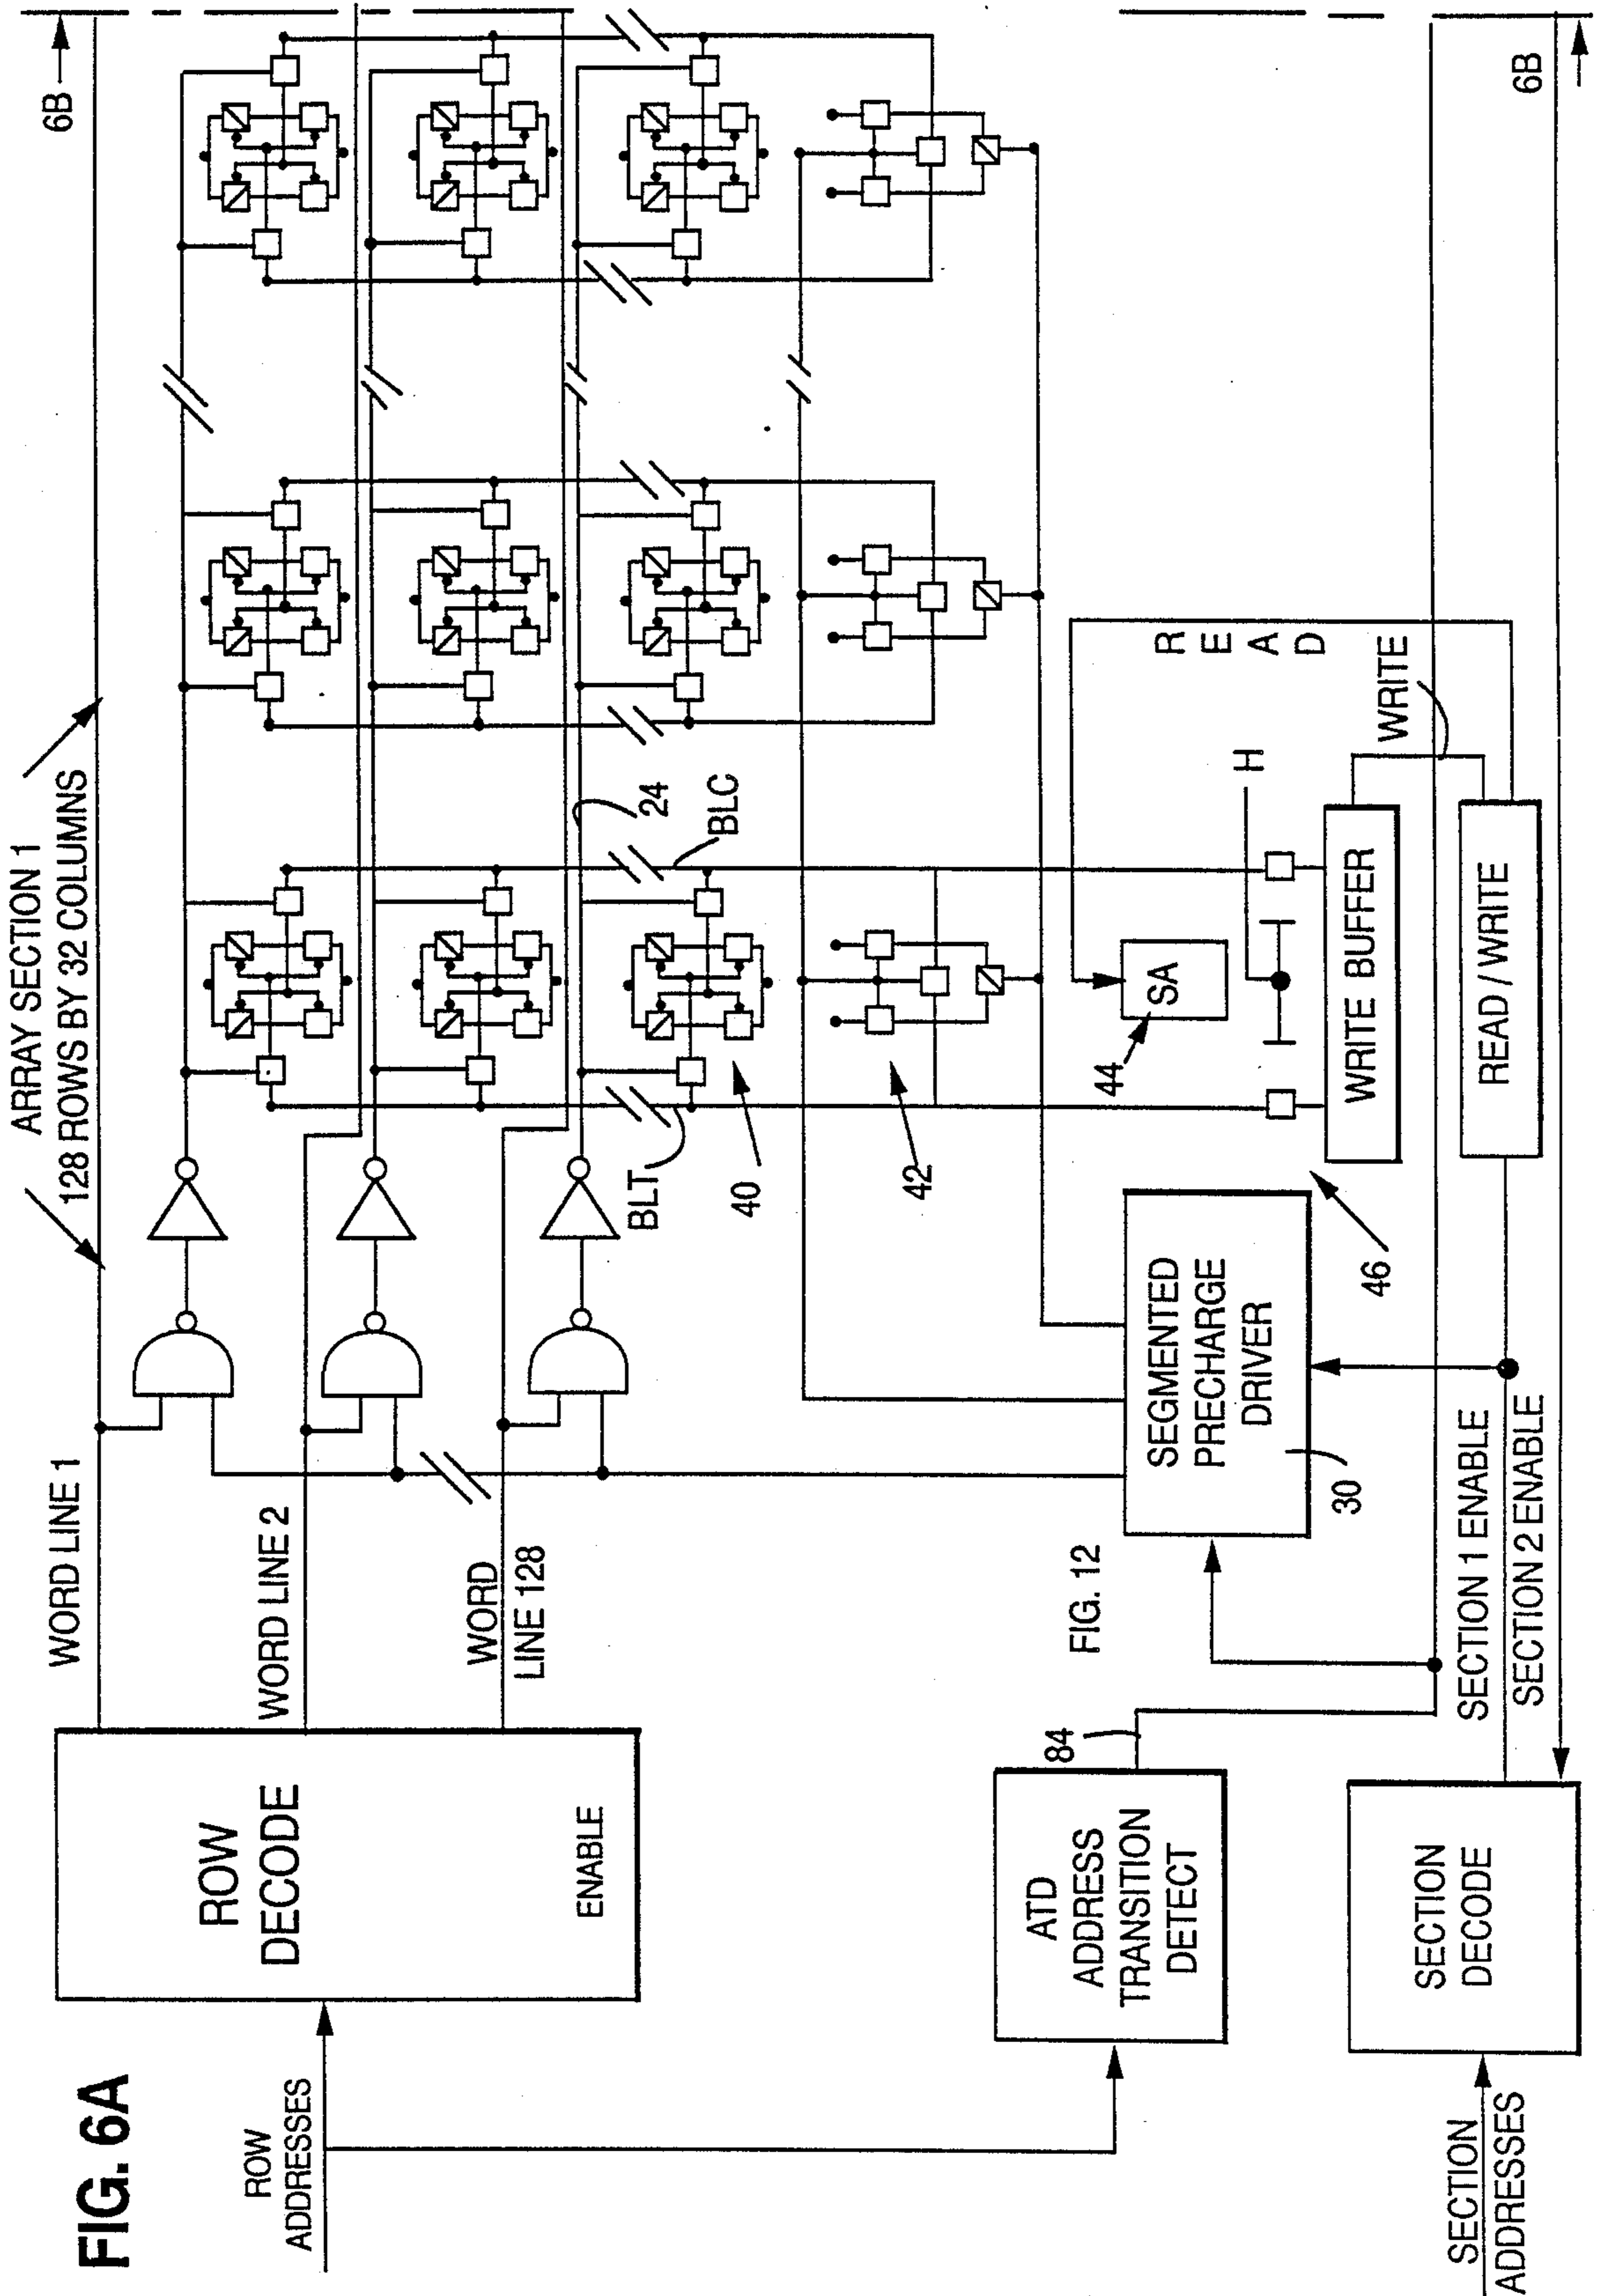 FIG. 6A
ROW
ADDRESSES
ROW
DECODE
ENABLE
WORD LINE 1
WORD LINE 2
WORD
LINE 128
ARRAY SECTION 1
128 ROWS BY 32 COLUMNS
6B
24
BLC
BLT
40
42
44
SA
H
READ
WRITE
WRITE BUFFER
READ / WRITE
46
SEGMENTED
PRECHARGE
DRIVER
30
FIG. 12
84
ATD
ADDRESS
TRANSITION
DETECT
SECTION 1 ENABLE
SECTION 2 ENABLE
SECTION
DECODE
SECTION
ADDRESSES
6B